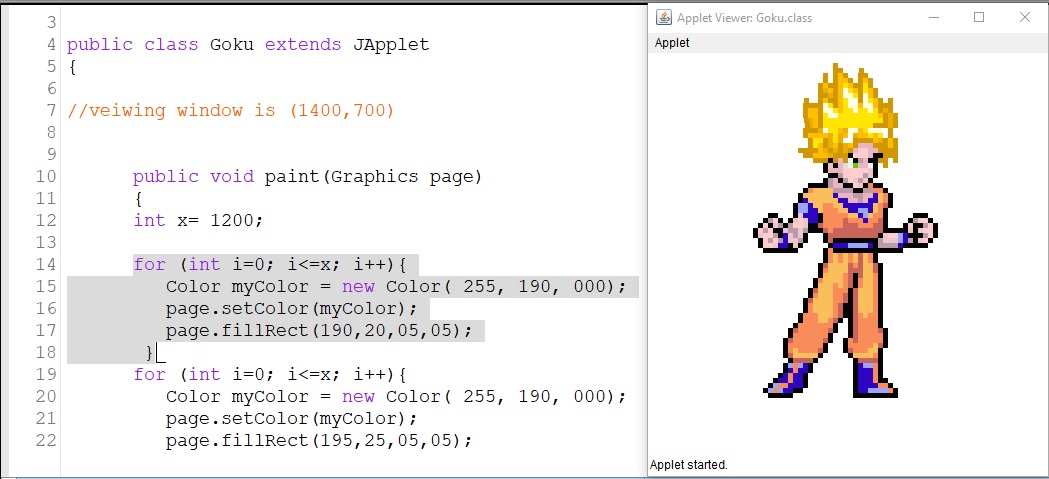 3
4 public class Goku extends JApplet
5 {
6
7 //veiwing window is (1400,700)
8
9
10 public void paint(Graphics page)
11 {
12 int x= 1200;
13
14 for (int i=0; i<=x; i++){
15 Color myColor = new Color( 255, 190, 000);
16 page.setColor(myColor);
17 page.fillRect(190,20,05,05);
18 }
19 for (int i=0; i<=x; i++){
20 Color myColor = new Color( 255, 190, 000);
21 page.setColor(myColor);
22 page.fillRect(195,25,05,05);
Applet Viewer: Goku.class
Applet
Applet started.